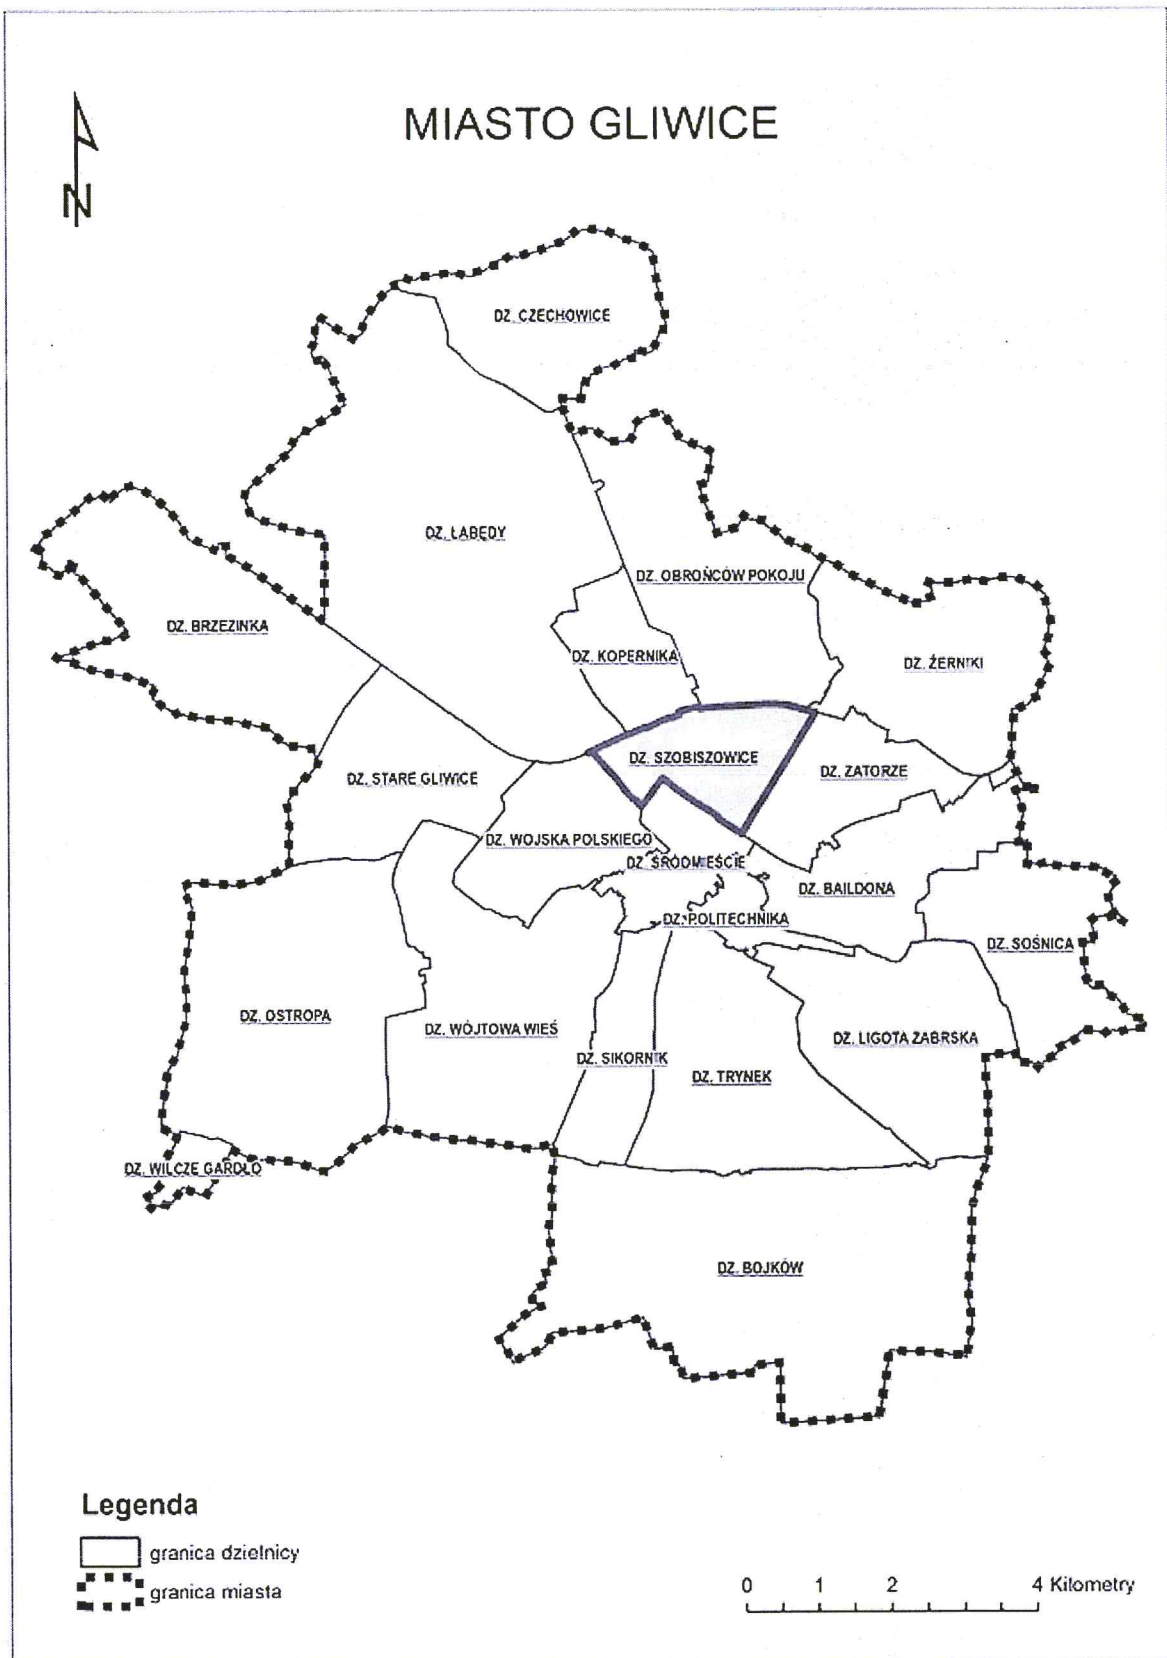 MIASTO GLIWICE
N
DZ. CZECHOWICE
DZ. ŁABĘDY
DZ. OBROŃCÓW POKOJU
DZ. BRZEZINKA
DZ. KOPERNIKA
DZ. ŻERNIKI
DZ. SZOBISZOWICE
DZ. STARE GLIWICE
DZ. ZATORZE
DZ. WOJSKA POLSKIEGO
DZ. ŚRÓDMIEŚCIE
DZ. BAILDONA
DZ. POLITECHNIKA
DZ. SOŚNICA
DZ. OSTROPA
DZ. WÓJTOWA WIEŚ
DZ. LIGOTA ZABRSKA
DZ. SIKORNIK
DZ. TRYNEK
DZ. WILCZE GARDŁO
DZ. BOJKÓW
Legenda
granica dzielnicy
granica miasta
0 1 2 4 Kilometry